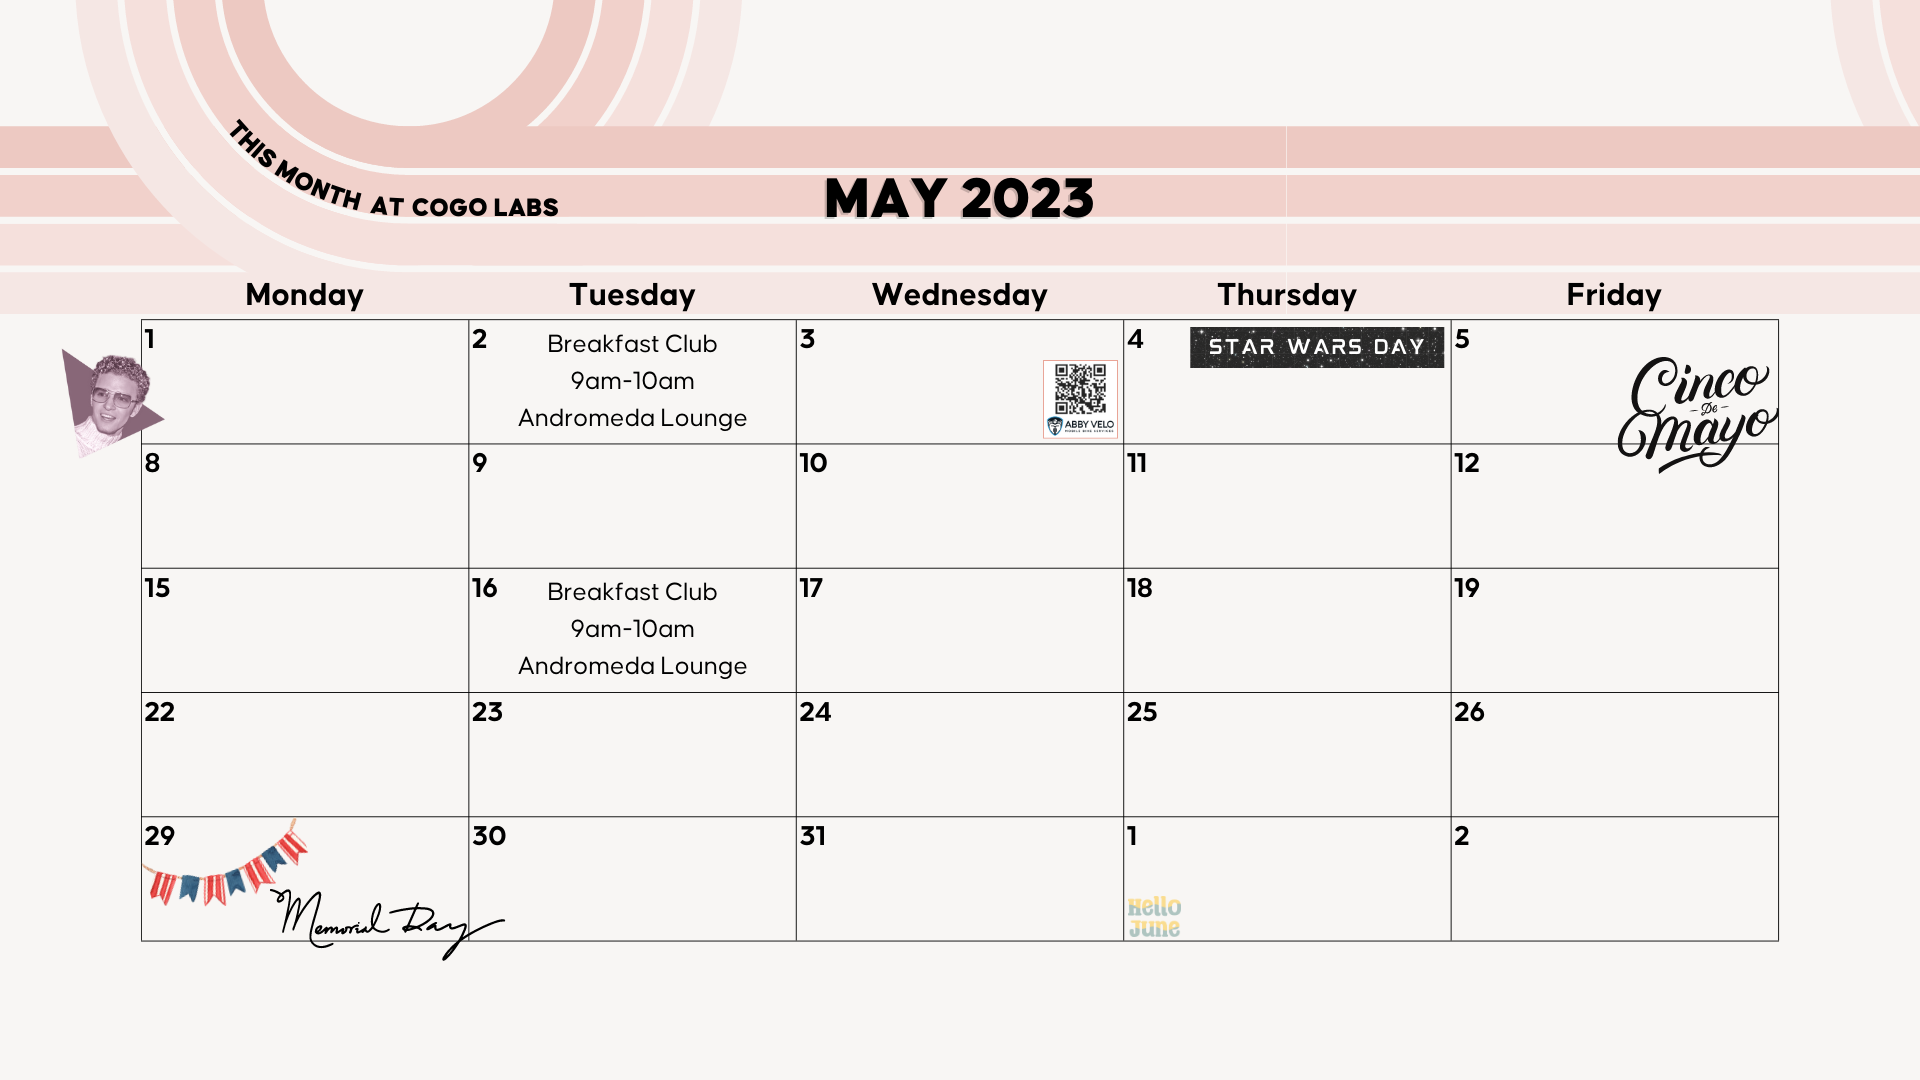 THIS MONTH AT COGO LABS
MAY 2023
Monday Tuesday Wednesday Thursday Friday
1
2
Breakfast Club
9am-10am
Andromeda Lounge
3
ABBY VELO
4
STAR WARS DAY
5
Cinco
- De -
Mayo
8
9
10
11
12
15
16
Breakfast Club
9am-10am
Andromeda Lounge
17
18
19
22
23
24
25
26
29
Memorial Day
30
31
1
Hello
June
2